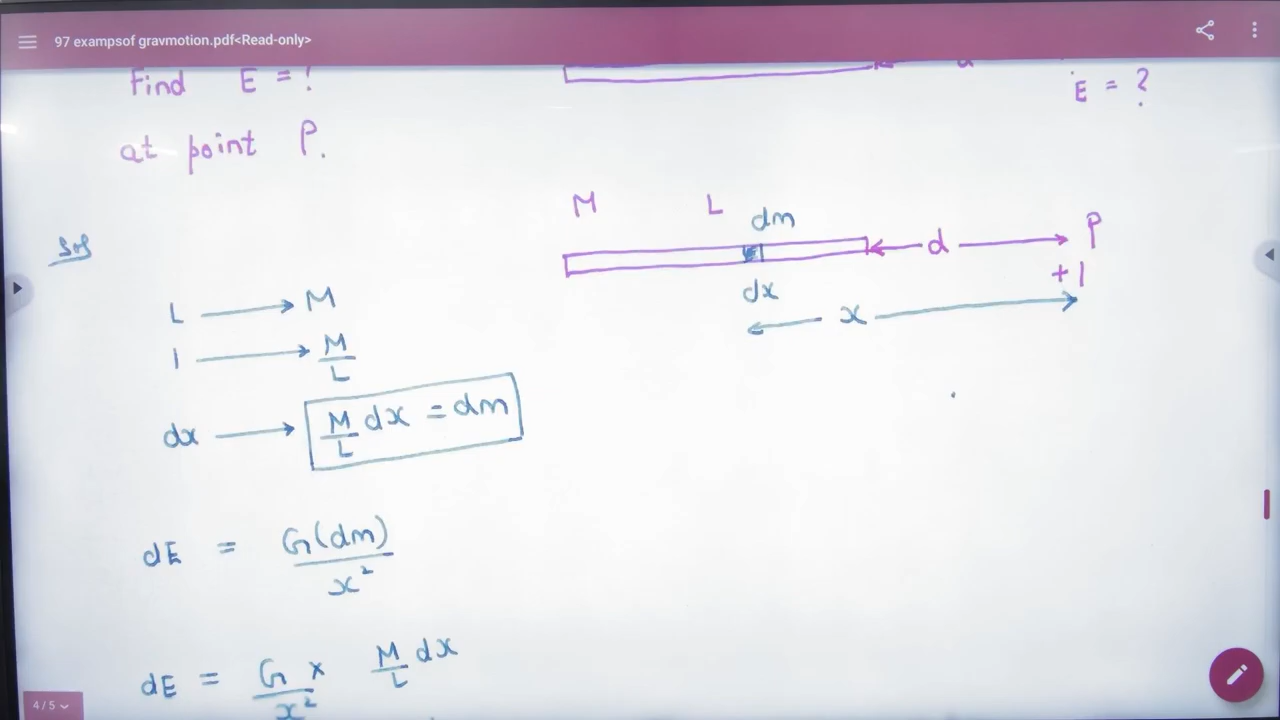 97 exampsof gravmotion.pdf<Read-only>
Find E = ?
at point P.
d
E = ?
Sol
M L dm
d P
+1
dx
x
L → M
1 → M/L
dx → M/L dx = dm
dE = G(dm)/x²
dE = G/x² × M/L dx
4/5